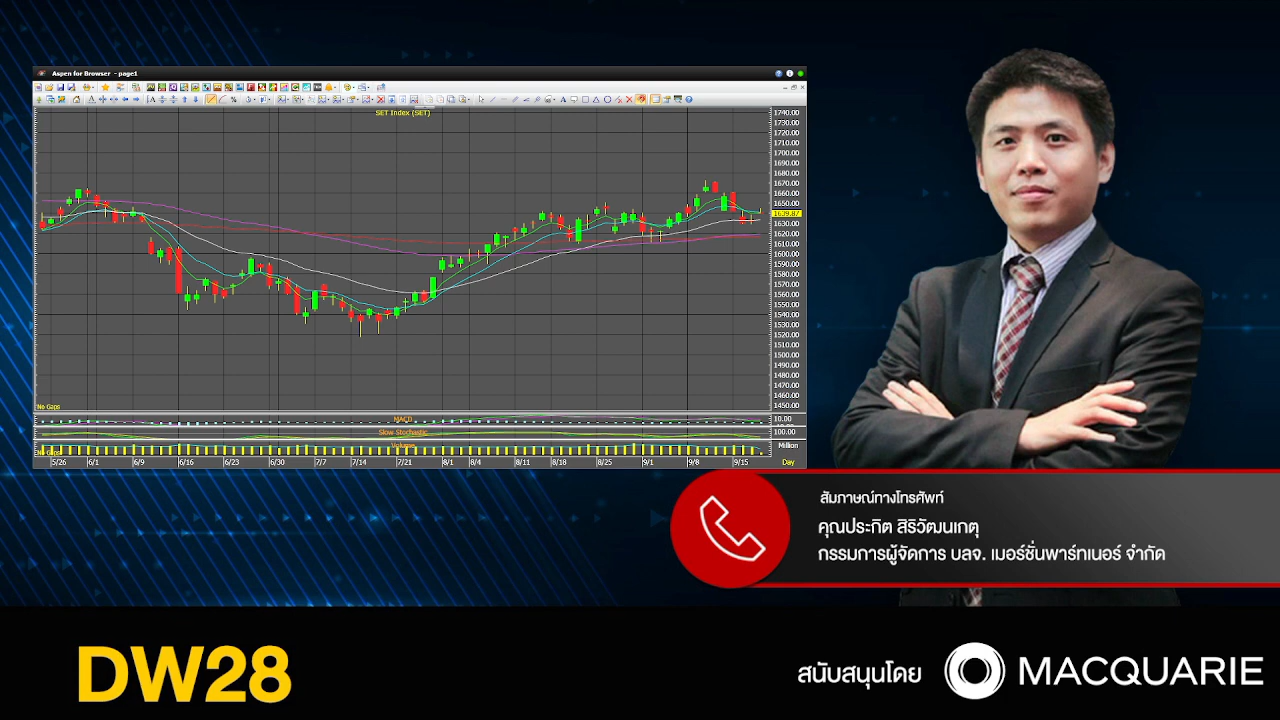 Aspen for Browser - page1
SET Index (SET)
1740.00
1730.00
1720.00
1710.00
1700.00
1690.00
1680.00
1670.00
1660.00
1650.00
1639.87
1630.00
1620.00
1610.00
1600.00
1590.00
1580.00
1570.00
1560.00
1550.00
1540.00
1530.00
1520.00
1510.00
1500.00
1490.00
1480.00
1470.00
1460.00
1450.00
No Gaps
MACD
10.00
Slow Stochastic
100.00
Volume
Million
No Gaps
5/26 6/1 6/9 6/16 6/23 6/30 7/7 7/14 7/21 8/1 8/4 8/11 8/18 8/25 9/1 9/8 9/15 Day
สัมภาษณ์ทางโทรศัพท์
คุณประกิต สิริวัฒนเกตุ
กรรมการผู้จัดการ บลจ. เมอร์ชั่นพาร์ทเนอร์ จำกัด
DW28
สนับสนุนโดย MACQUARIE